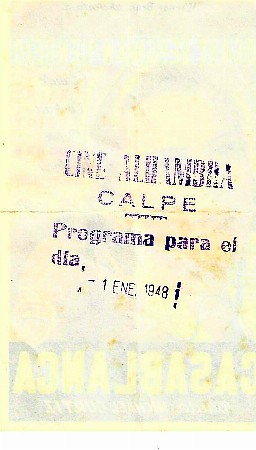 CINE ALHAMBRA
CALPE
Programa para el
día,
- 1 ENE. 1948
CASABLANCA